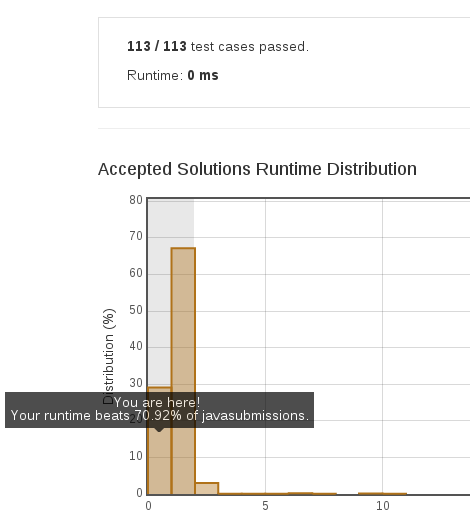 113 / 113 test cases passed.
Runtime: 0 ms
Accepted Solutions Runtime Distribution
80
70
60
50
40
30
20
10
0
Distribution (%)
You are here!
Your runtime beats 70.92% of javasubmissions.
0
5
10